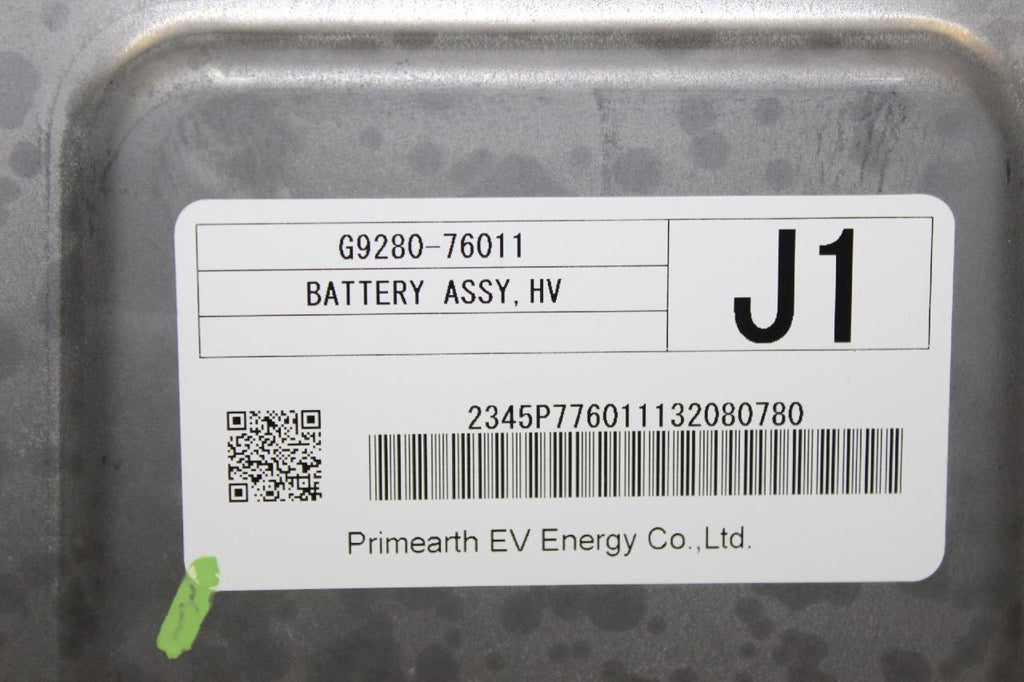 G9280-76011
BATTERY ASSY, HV
J1
2345P776011132080780
Primearth EV Energy Co.,Ltd.